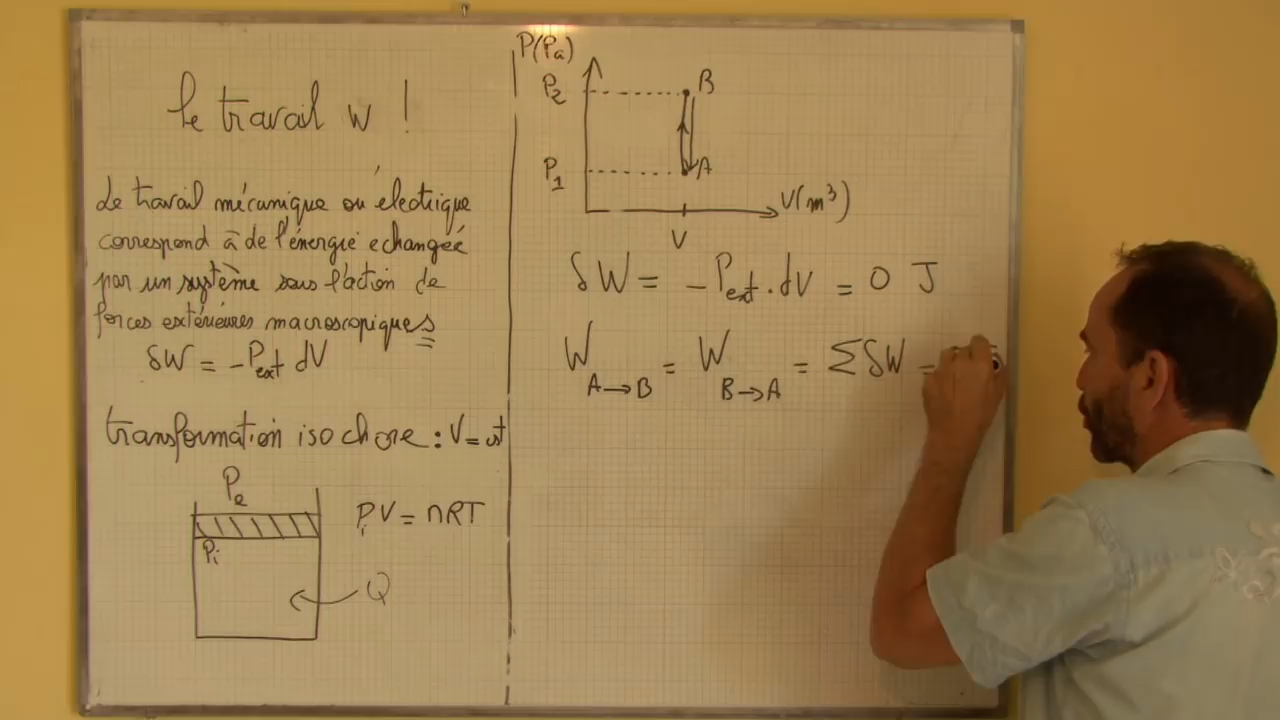 Le travail W !
Le travail mécanique ou électrique
correspond à de l'énergie echangée
par un système sous l'action de
forces extérieures macroscopiques
δW = -Pext dV
transformation isochore : V = cst
Pe
Pi
PiV = nRT
Q
P(Pa)
P2
B
P1
A
V(m³)
V
δW = -Pext . dV = 0 J
W A→B = W B→A = ΣδW =